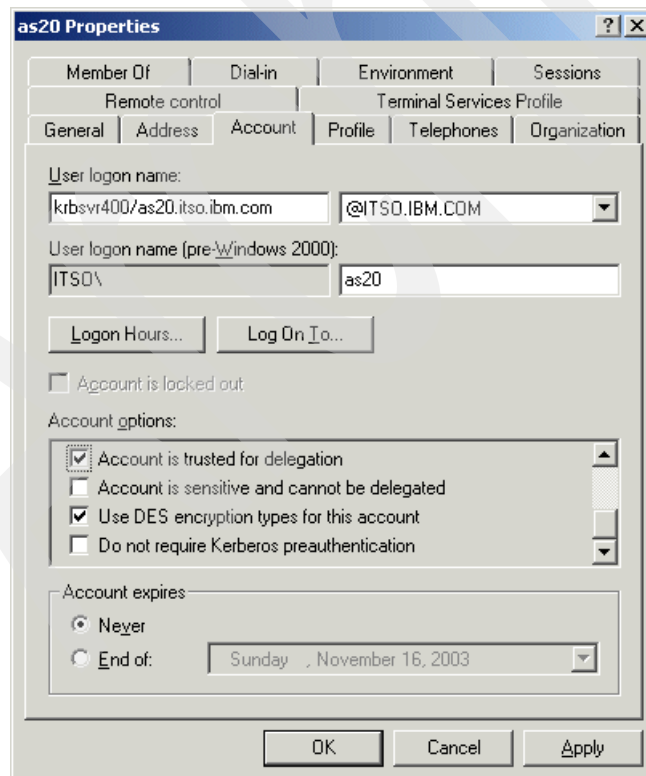 as20 Properties
Member Of Dial-in Environment Sessions
Remote control Terminal Services Profile
General Address Account Profile Telephones Organization
User logon name:
krbsvr400/as20.itso.ibm.com @ITSO.IBM.COM
User logon name (pre-Windows 2000):
ITSO\ as20
Logon Hours... Log On To...
Account is locked out
Account options:
Account is trusted for delegation
Account is sensitive and cannot be delegated
Use DES encryption types for this account
Do not require Kerberos preauthentication
Account expires
Never
End of: Sunday , November 16, 2003
OK Cancel Apply